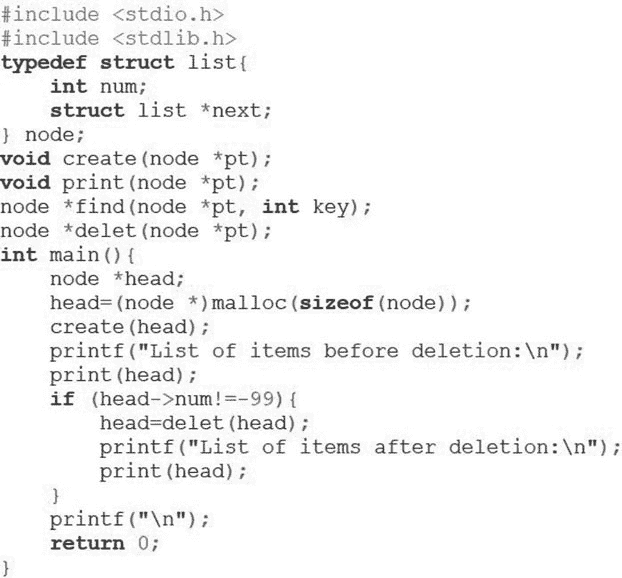 #include <stdio.h>
#include <stdlib.h>
typedef struct list{
    int num;
    struct list *next;
} node;
void create(node *pt);
void print(node *pt);
node *find(node *pt, int key);
node *delet(node *pt);
int main(){
    node *head;
    head=(node *)malloc(sizeof(node));
    create(head);
    printf("List of items before deletion:\n");
    print(head);
    if (head->num!=-99){
        head=delet(head);
        printf("List of items after deletion:\n");
        print(head);
    }
    printf("\n");
    return 0;
}